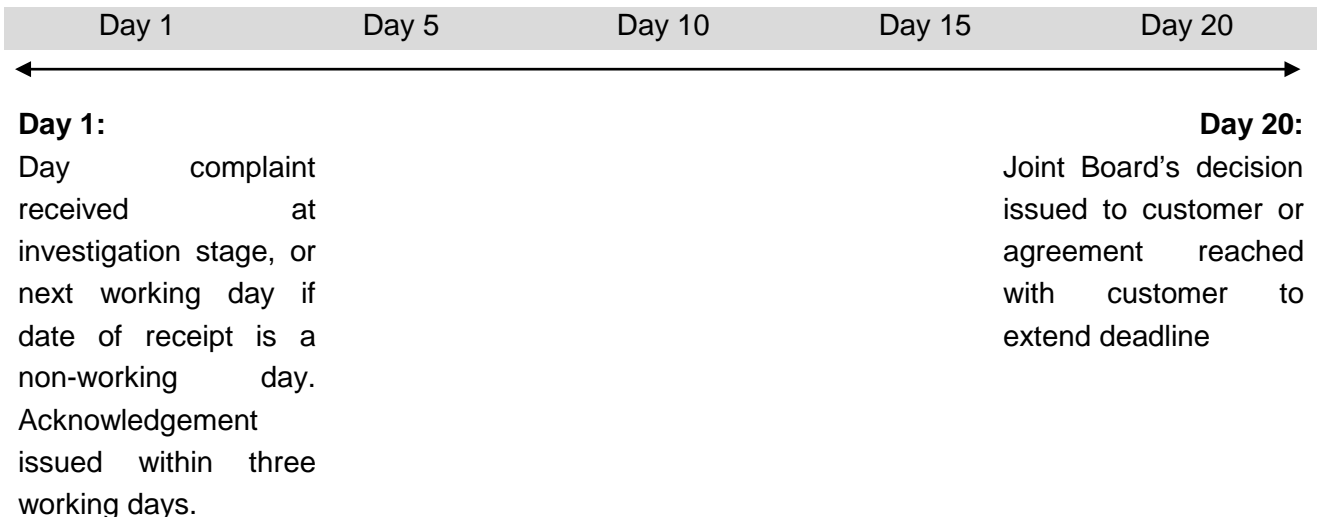 Day 1 Day 5 Day 10 Day 15 Day 20
Day 1:
Day complaint
received at
investigation stage, or
next working day if
date of receipt is a
non-working day.
Acknowledgement
issued within three
working days.
Day 20:
Joint Board’s decision
issued to customer or
agreement reached
with customer to
extend deadline